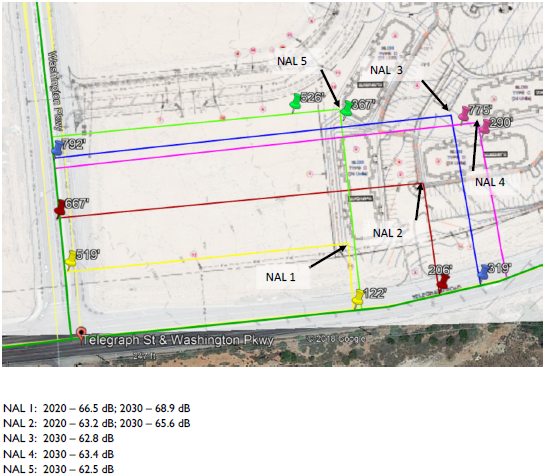 NAL 5
NAL 3
Washington Pkwy
526'
367'
775'
290'
792'
NAL 4
667'
NAL 2
519'
NAL 1
206'
319'
122'
Telegraph St & Washington Pkwy
© 2018 Google
NAL 1: 2020 – 66.5 dB; 2030 – 68.9 dB
NAL 2: 2020 – 63.2 dB; 2030 – 65.6 dB
NAL 3: 2030 – 62.8 dB
NAL 4: 2030 – 63.4 dB
NAL 5: 2030 – 62.5 dB